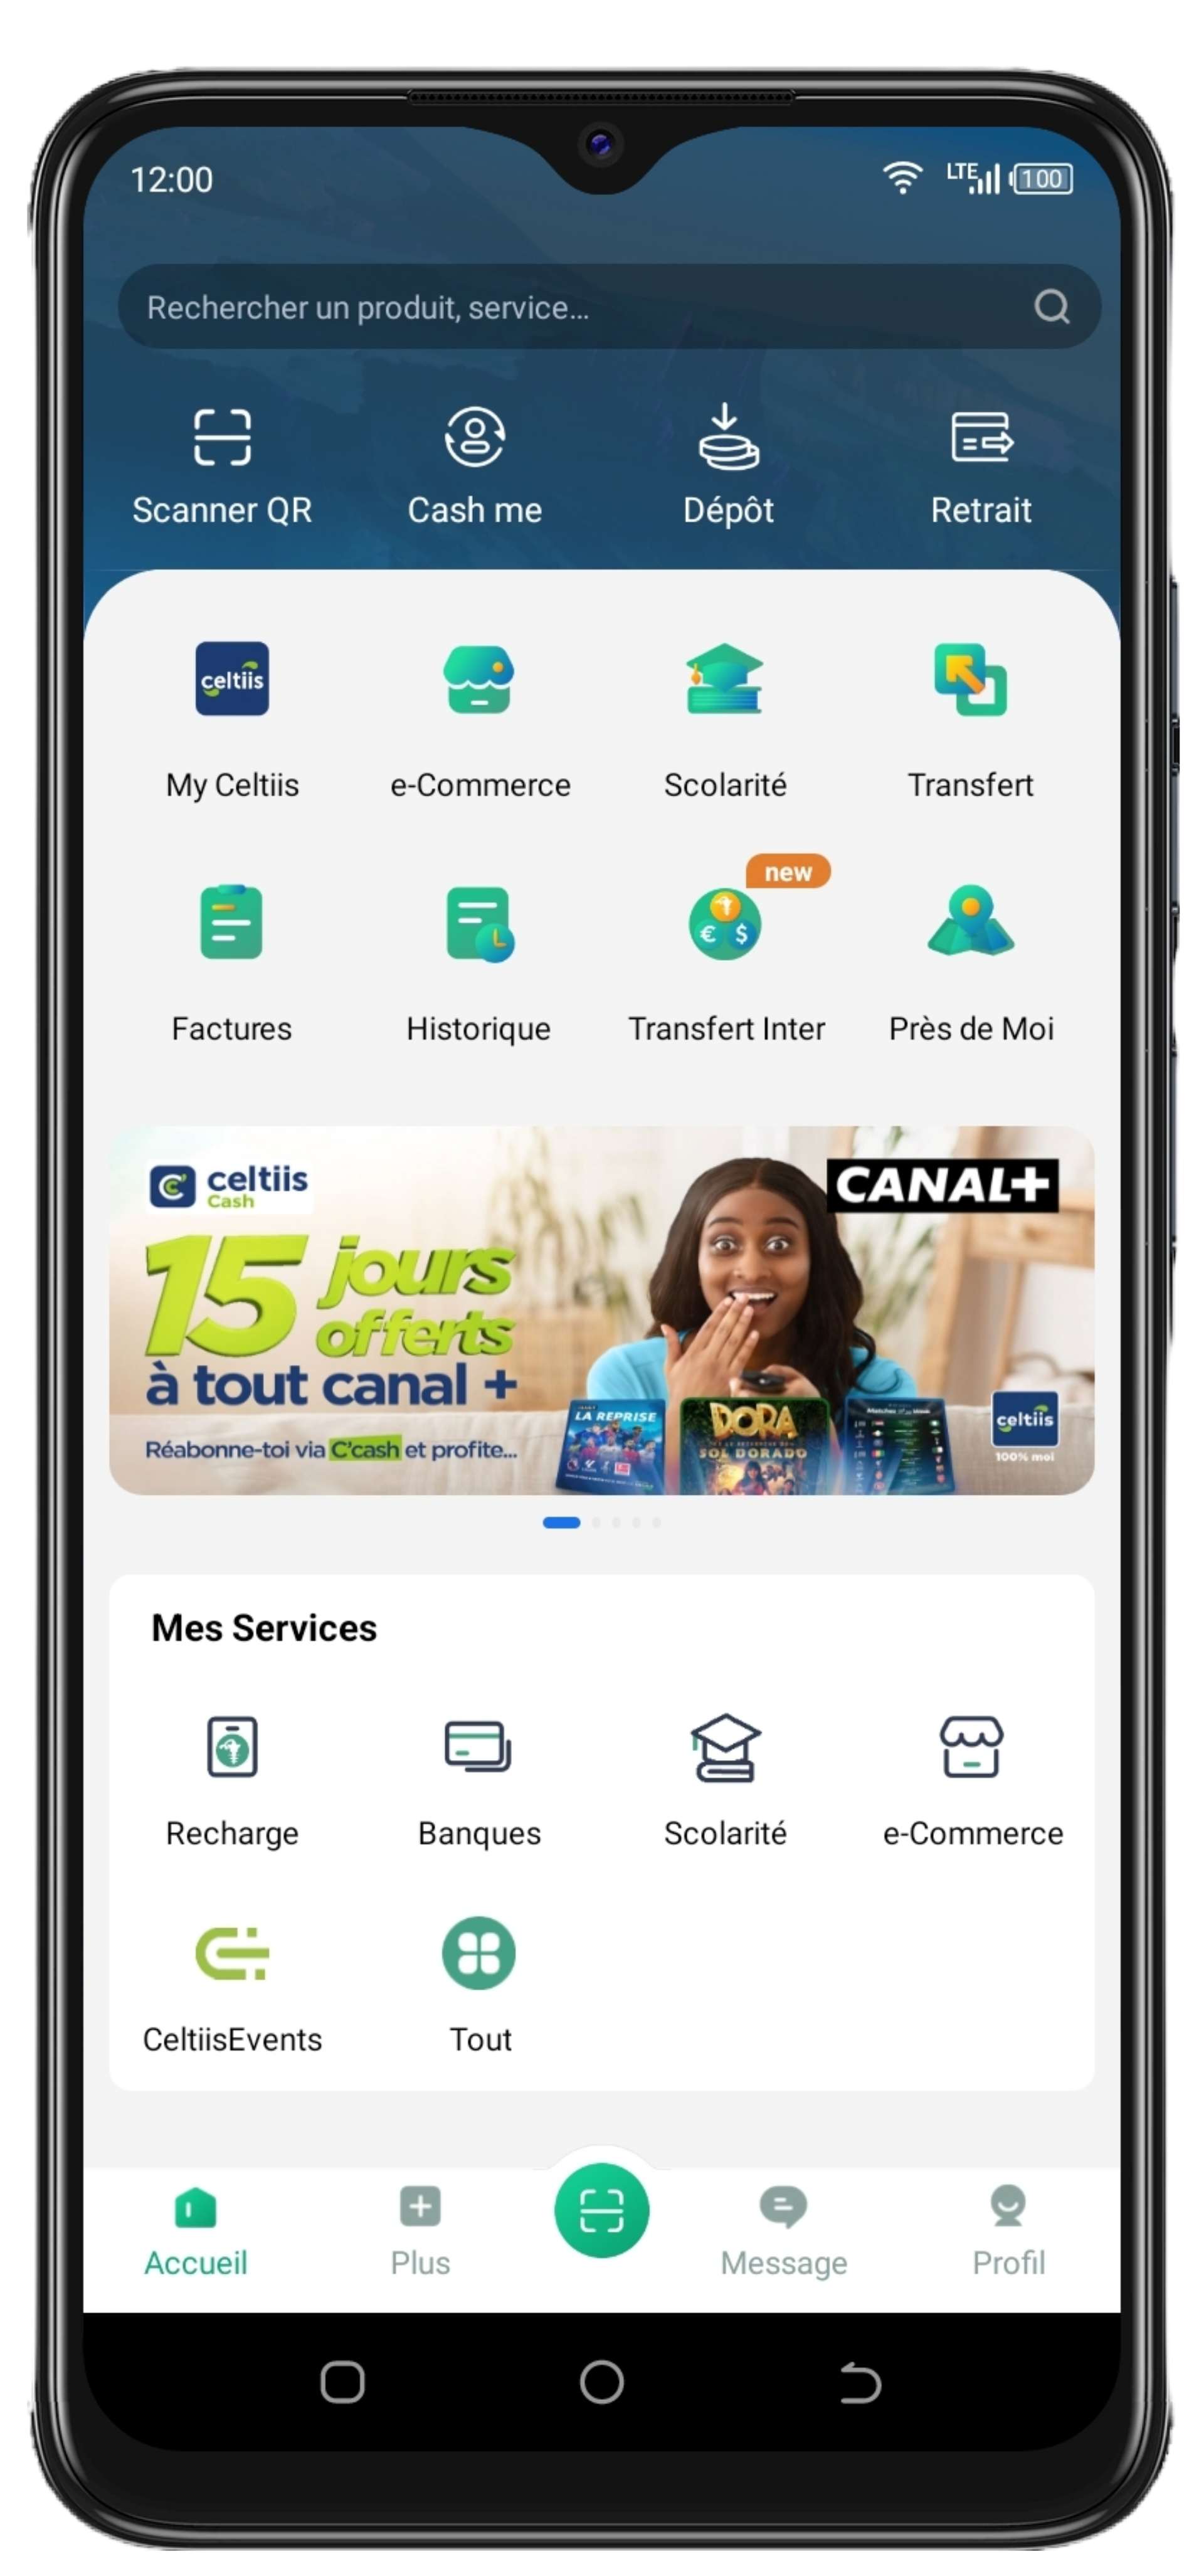 12:00
LTE
100
Rechercher un produit, service...
Scanner QR Cash me Dépôt Retrait
celtiis
My Celtiis e-Commerce Scolarité Transfert
new
€ $
Factures Historique Transfert Inter Près de Moi
celtiis
Cash
CANAL+
15 jours
offerts
à tout canal +
Réabonne-toi via C'cash et profite...
LA REPRISE
DORA
SOL DORADO
celtiis
100% moi
Mes Services
Recharge Banques Scolarité e-Commerce
CeltiisEvents Tout
Accueil Plus Message Profil